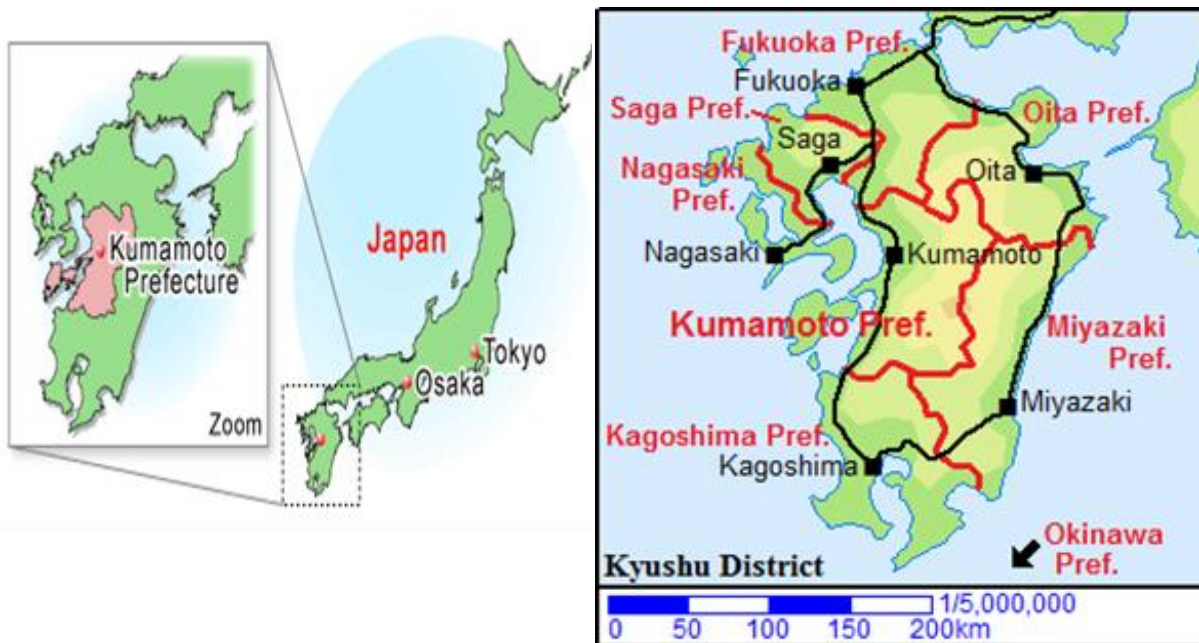 Kumamoto
Prefecture
Zoom
Japan
Tokyo
Osaka
Fukuoka Pref.
Fukuoka
Saga Pref.
Saga
Oita Pref.
Nagasaki
Pref.
Oita
Nagasaki
Kumamoto
Kumamoto Pref.
Miyazaki
Pref.
Miyazaki
Kagoshima Pref.
Kagoshima
Okinawa
Pref.
Kyushu District
1/5,000,000
0 50 100 150 200km